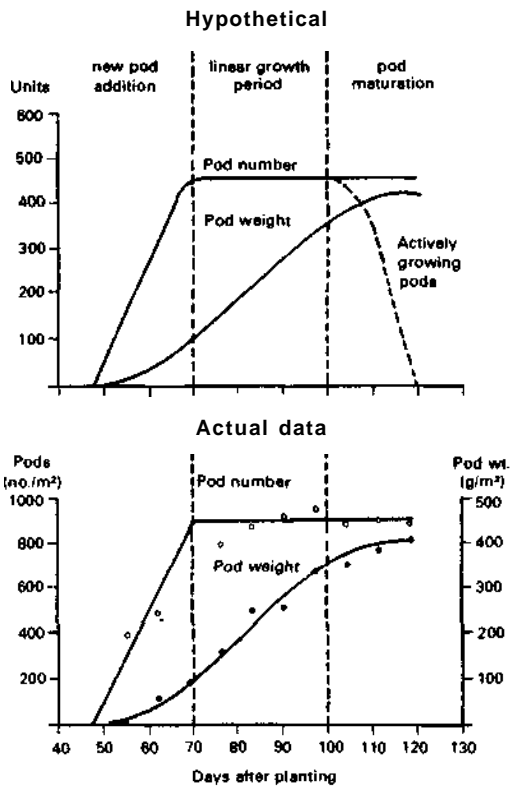 Hypothetical
new pod
addition
linear growth
period
pod
maturation
Units
600
500
400
300
200
100
Pod number
Pod weight
Actively
growing
pods
Actual data
Pods
(no./m²)
Pod wt.
(g/m²)
1000
800
600
400
200
Pod number
Pod weight
500
400
300
200
100
40 50 60 70 80 90 100 110 120 130
Days after planting